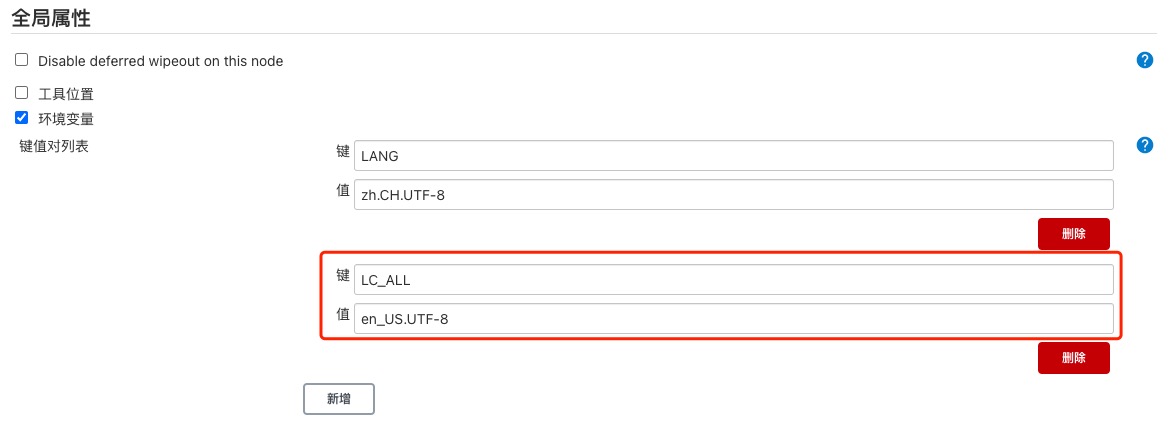 全局属性
Disable deferred wipeout on this node
?
工具位置
环境变量
键值对列表
?
键 LANG
值 zh.CH.UTF-8
删除
键 LC_ALL
值 en_US.UTF-8
删除
新增